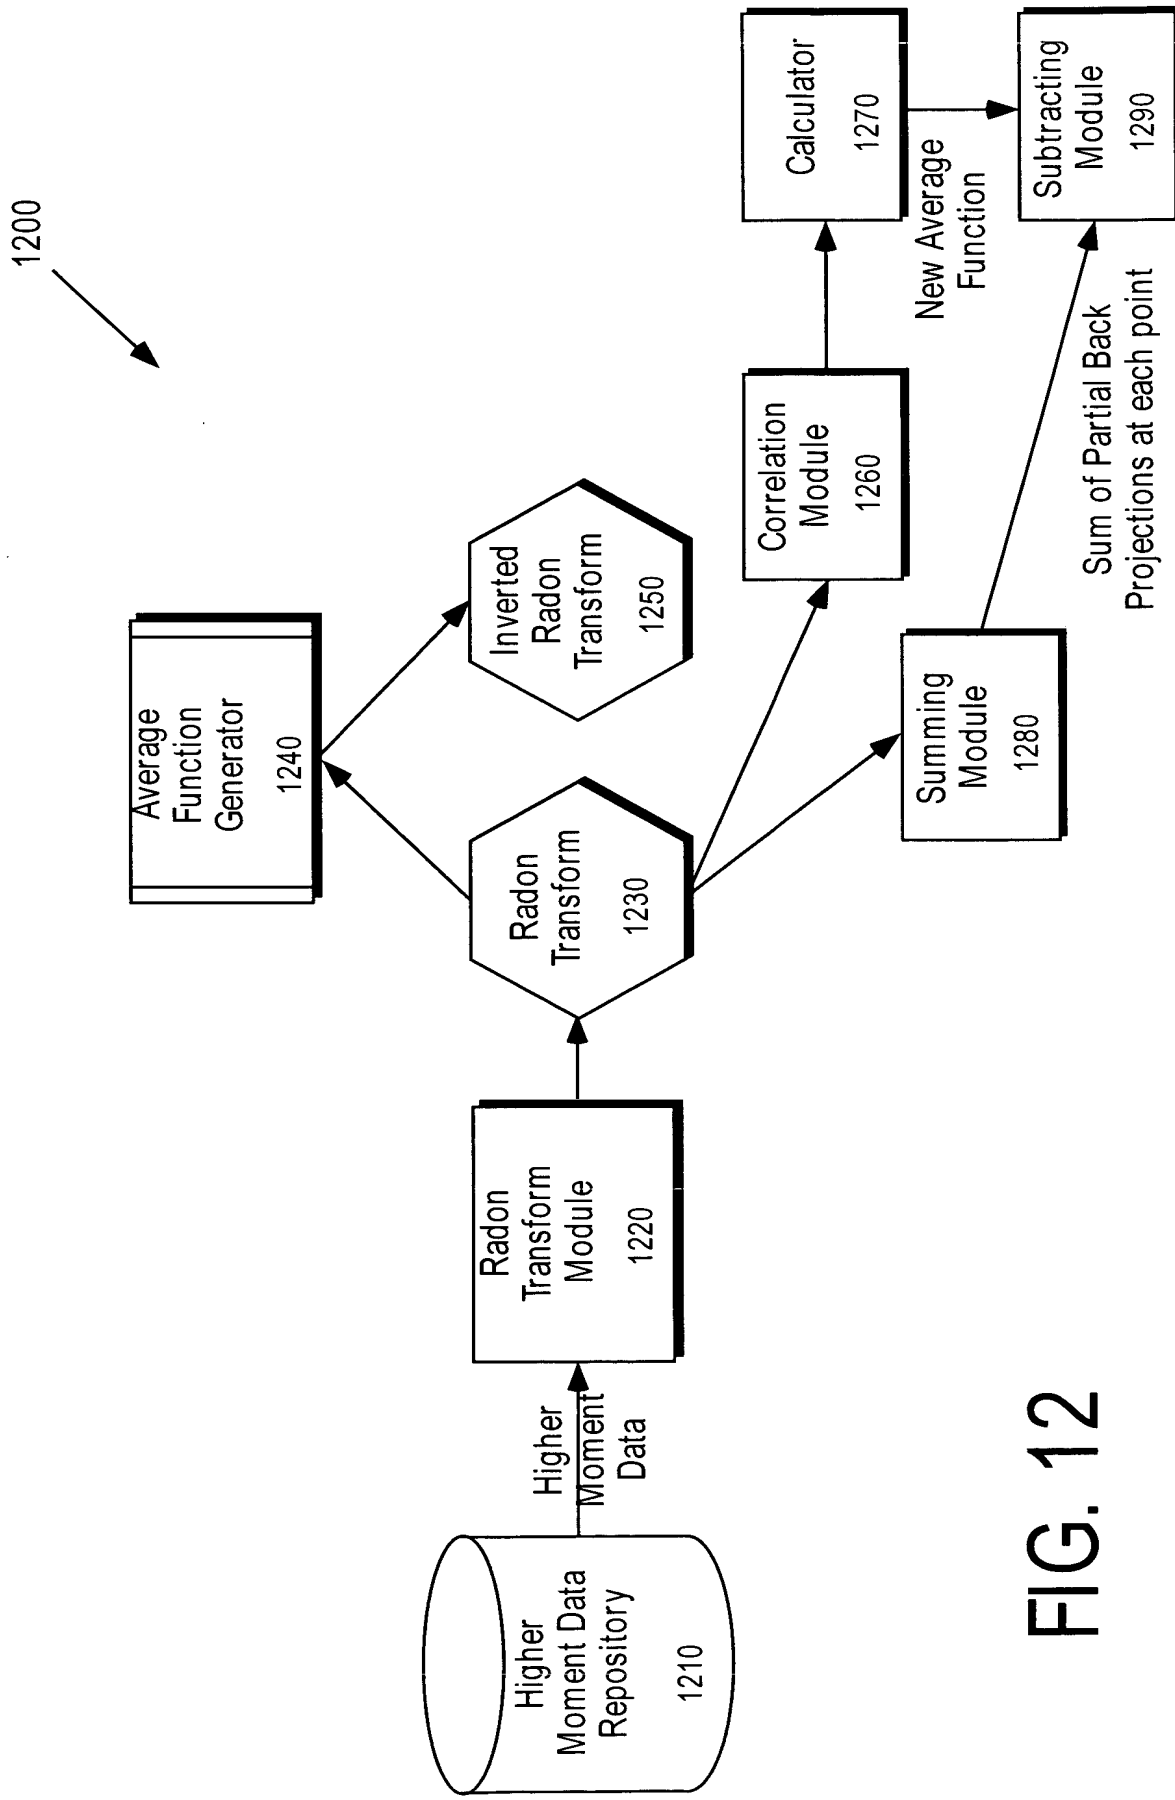 1200
Average
Function
Generator
1240
Inverted
Radon
Transform
1250
Radon
Transform
1230
Radon
Transform
Module
1220
Higher
Moment
Data
Higher
Moment Data
Repository
1210
Correlation
Module
1260
Calculator
1270
New Average
Function
Summing
Module
1280
Sum of Partial Back
Projections at each point
Subtracting
Module
1290
FIG. 12